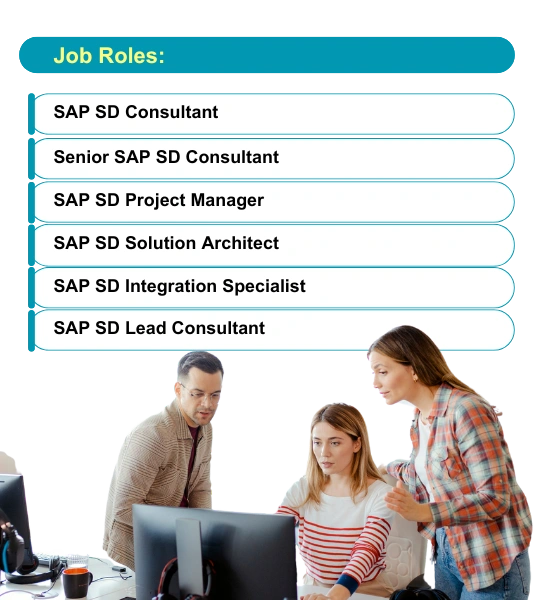 Job Roles:
SAP SD Consultant
Senior SAP SD Consultant
SAP SD Project Manager
SAP SD Solution Architect
SAP SD Integration Specialist
SAP SD Lead Consultant